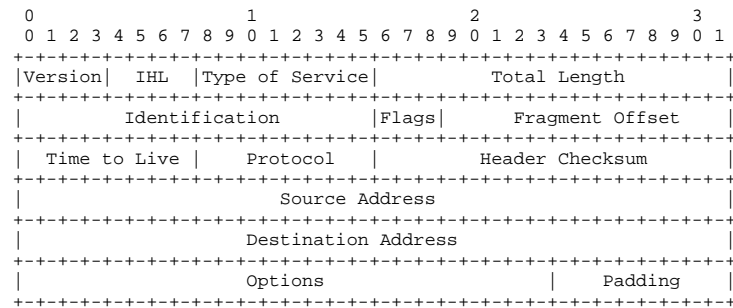 0 1 2 3
0 1 2 3 4 5 6 7 8 9 0 1 2 3 4 5 6 7 8 9 0 1 2 3 4 5 6 7 8 9 0 1
+-+-+-+-+-+-+-+-+-+-+-+-+-+-+-+-+-+-+-+-+-+-+-+-+-+-+-+-+-+-+-+-+
|Version| IHL |Type of Service| Total Length |
+-+-+-+-+-+-+-+-+-+-+-+-+-+-+-+-+-+-+-+-+-+-+-+-+-+-+-+-+-+-+-+-+
| Identification |Flags| Fragment Offset |
+-+-+-+-+-+-+-+-+-+-+-+-+-+-+-+-+-+-+-+-+-+-+-+-+-+-+-+-+-+-+-+-+
| Time to Live | Protocol | Header Checksum |
+-+-+-+-+-+-+-+-+-+-+-+-+-+-+-+-+-+-+-+-+-+-+-+-+-+-+-+-+-+-+-+-+
| Source Address |
+-+-+-+-+-+-+-+-+-+-+-+-+-+-+-+-+-+-+-+-+-+-+-+-+-+-+-+-+-+-+-+-+
| Destination Address |
+-+-+-+-+-+-+-+-+-+-+-+-+-+-+-+-+-+-+-+-+-+-+-+-+-+-+-+-+-+-+-+-+
| Options | Padding |
+-+-+-+-+-+-+-+-+-+-+-+-+-+-+-+-+-+-+-+-+-+-+-+-+-+-+-+-+-+-+-+-+